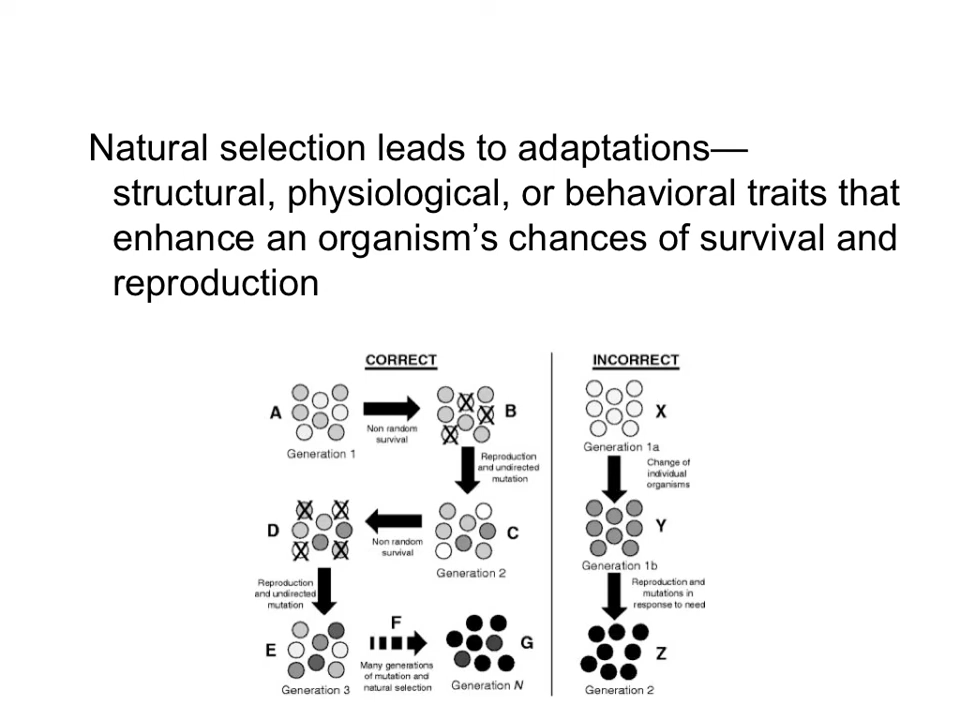 Natural selection leads to adaptations—
structural, physiological, or behavioral traits that
enhance an organism’s chances of survival and
reproduction
CORRECT
A
Generation 1
Non random
survival
B
Reproduction
and undirected
mutation
C
Generation 2
Non random
survival
D
Reproduction
and undirected
mutation
E
Generation 3
F
Many generations
of mutation and
natural selection
G
Generation N
INCORRECT
X
Generation 1a
Change of
individual
organisms
Y
Generation 1b
Reproduction and
mutations in
response to need
Z
Generation 2